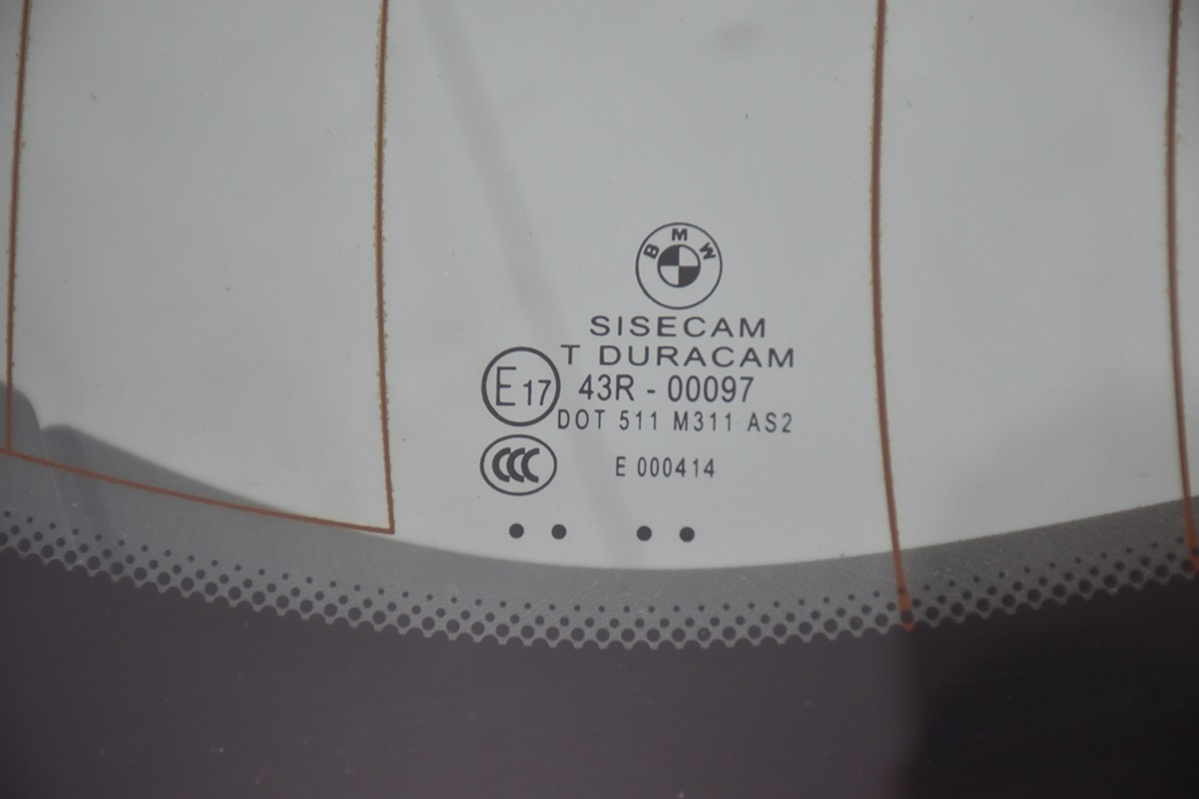 BMW
SISECAM
T DURACAM
E17 43R - 00097
DOT 511 M311 AS2
CCC E 000414